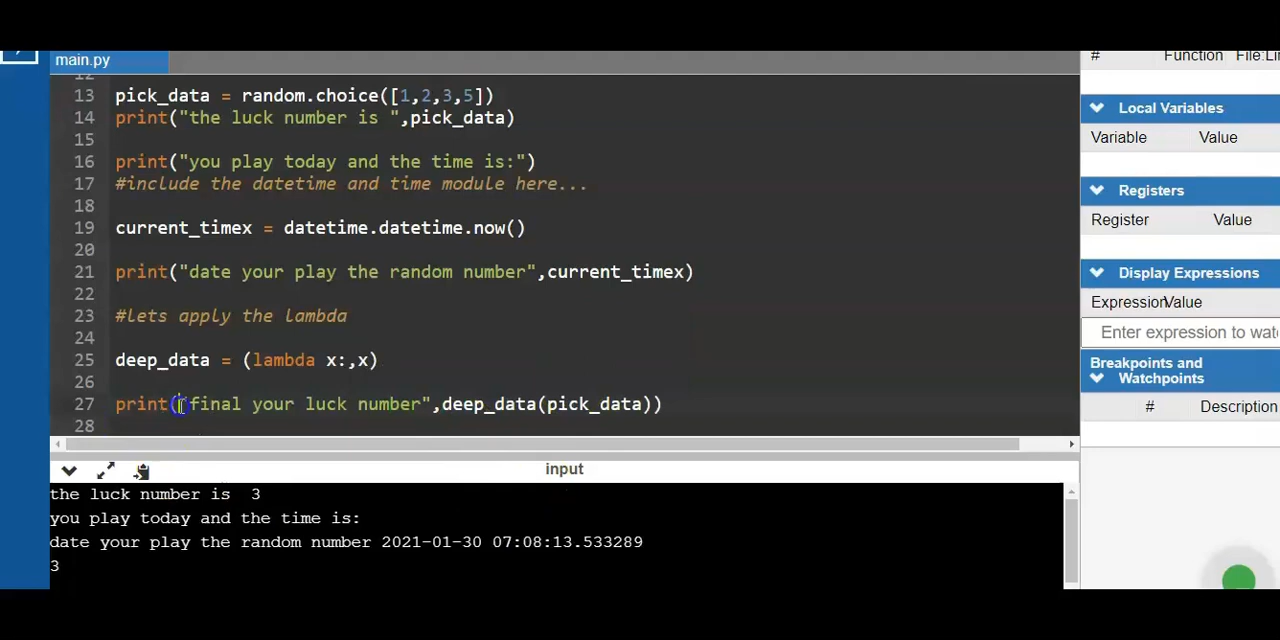 main.py
# Function File:Li
12
13 pick_data = random.choice([1,2,3,5])
14 print("the luck number is ",pick_data)
15
16 print("you play today and the time is:")
17 #include the datetime and time module here...
18
19 current_timex = datetime.datetime.now()
20
21 print("date your play the random number",current_timex)
22
23 #lets apply the lambda
24
25 deep_data = (lambda x:,x)
26
27 print("final your luck number",deep_data(pick_data))
28
Local Variables
Variable Value
Registers
Register Value
Display Expressions
Expression Value
Enter expression to wat
Breakpoints and
Watchpoints
# Description
input
the luck number is  3
you play today and the time is:
date your play the random number 2021-01-30 07:08:13.533289
3